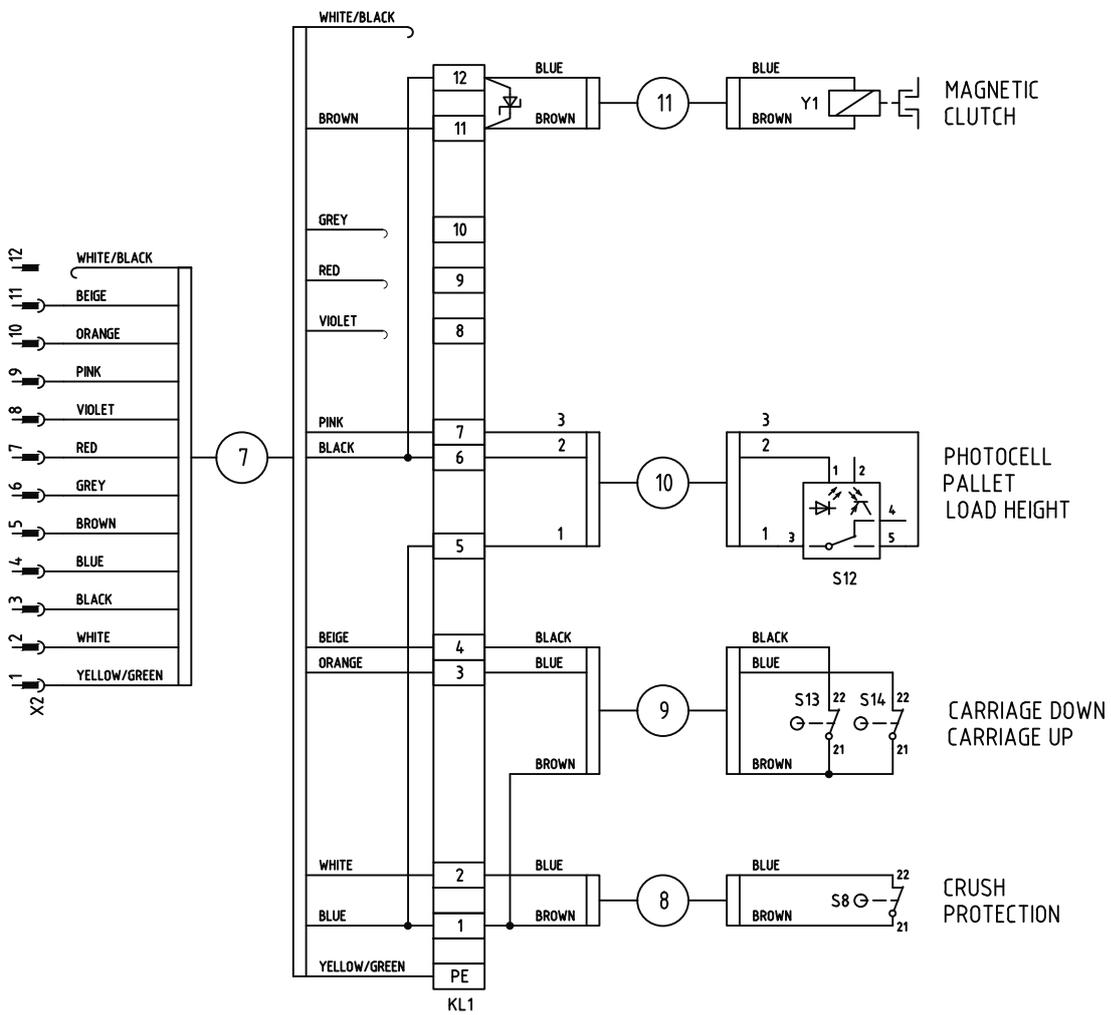 WHITE/BLACK
12
BLUE
11
BLUE
Y1
MAGNETIC
CLUTCH
BROWN
11
BROWN
BROWN
GREY
10
RED
9
VIOLET
8
12
WHITE/BLACK
11
BEIGE
10
ORANGE
9
PINK
8
VIOLET
7
RED
6
GREY
5
BROWN
4
BLUE
3
BLACK
2
WHITE
1
YELLOW/GREEN
X2
7
PINK
7
3
3
BLACK
6
2
2
10
1
2
4
5
3
5
1
1
S12
PHOTOCELL
PALLET
LOAD HEIGHT
BEIGE
4
BLACK
BLACK
ORANGE
3
BLUE
BLUE
9
S13
22
21
S14
22
21
BROWN
BROWN
CARRIAGE DOWN
CARRIAGE UP
WHITE
2
BLUE
BLUE
8
S8
22
21
BLUE
1
BROWN
BROWN
CRUSH
PROTECTION
YELLOW/GREEN
PE
KL1